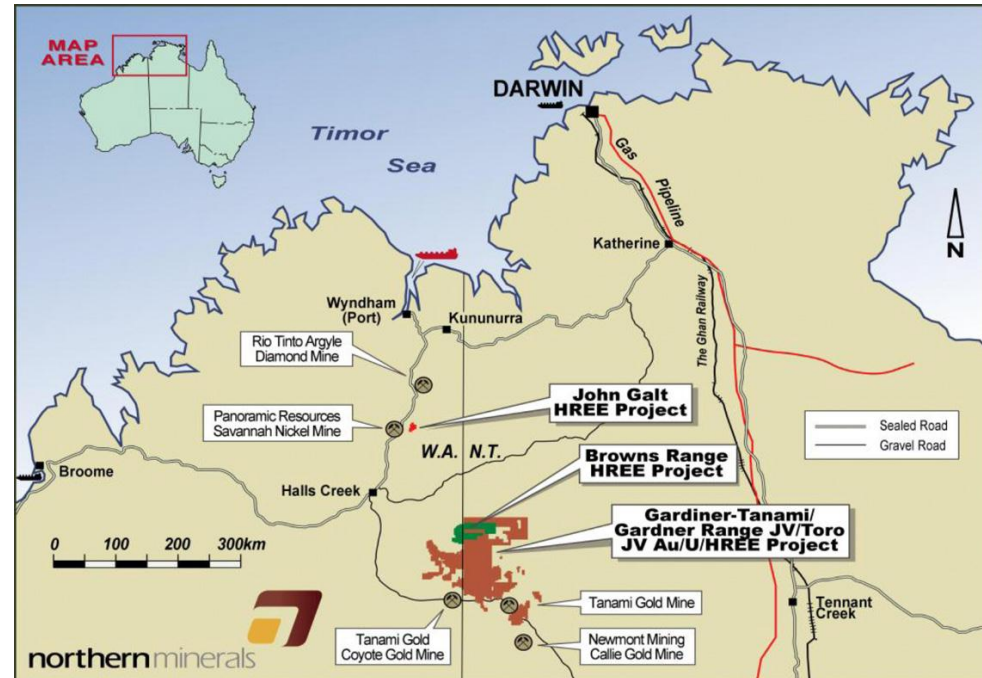 MAP
AREA
DARWIN
Timor
Sea
Gas
Pipeline
N
Katherine
Wyndham
(Port)
Kununurra
The Ghan Railway
Rio Tinto Argyle
Diamond Mine
John Galt
HREE Project
Panoramic Resources
Savannah Nickel Mine
Sealed Road
Gravel Road
W.A.
N.T.
Browns Range
HREE Project
Broome
Halls Creek
Gardiner-Tanami/
Gardner Range JV/Toro
JV Au/U/HREE Project
0 100 200 300km
Tanami Gold Mine
Tennant
Creek
Tanami Gold
Coyote Gold Mine
Newmont Mining
Callie Gold Mine
northernminerals